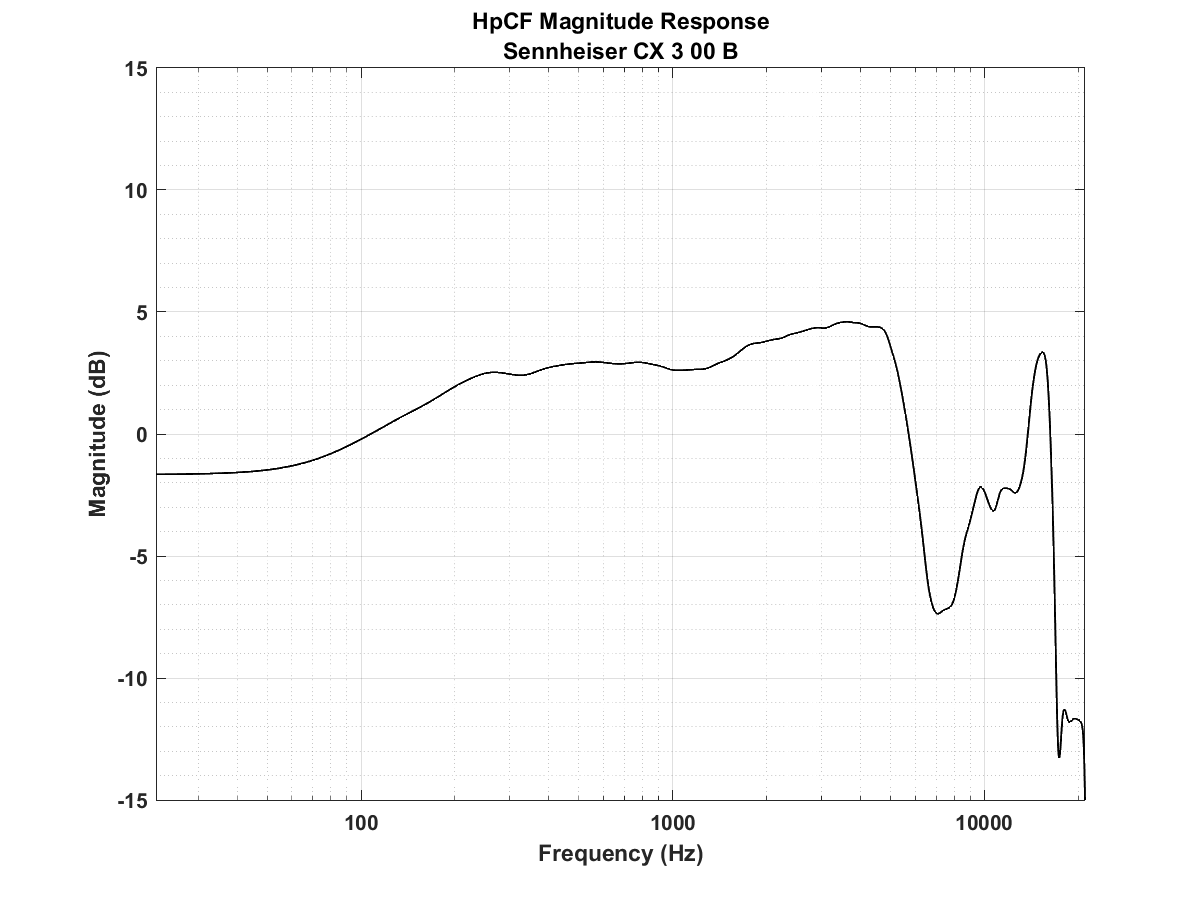 HpCF Magnitude Response
Sennheiser CX 3 00 B
15
10
5
0
-5
-10
-15
Magnitude (dB)
100 1000 10000
Frequency (Hz)